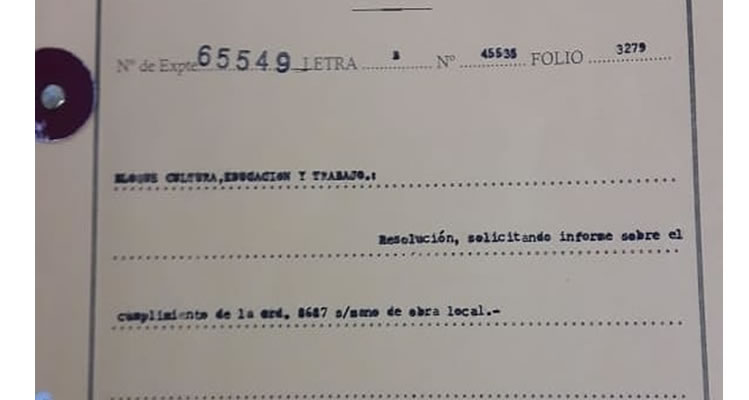 Nº de Expte 65549 LETRA B Nº 45535 FOLIO 3279
BLOQUE CULTURA,EDUCACION Y TRABAJO.:
Resolución, solicitando informe sobre el
cumplimiento de la ord. 8687 s/mano de obra local.-